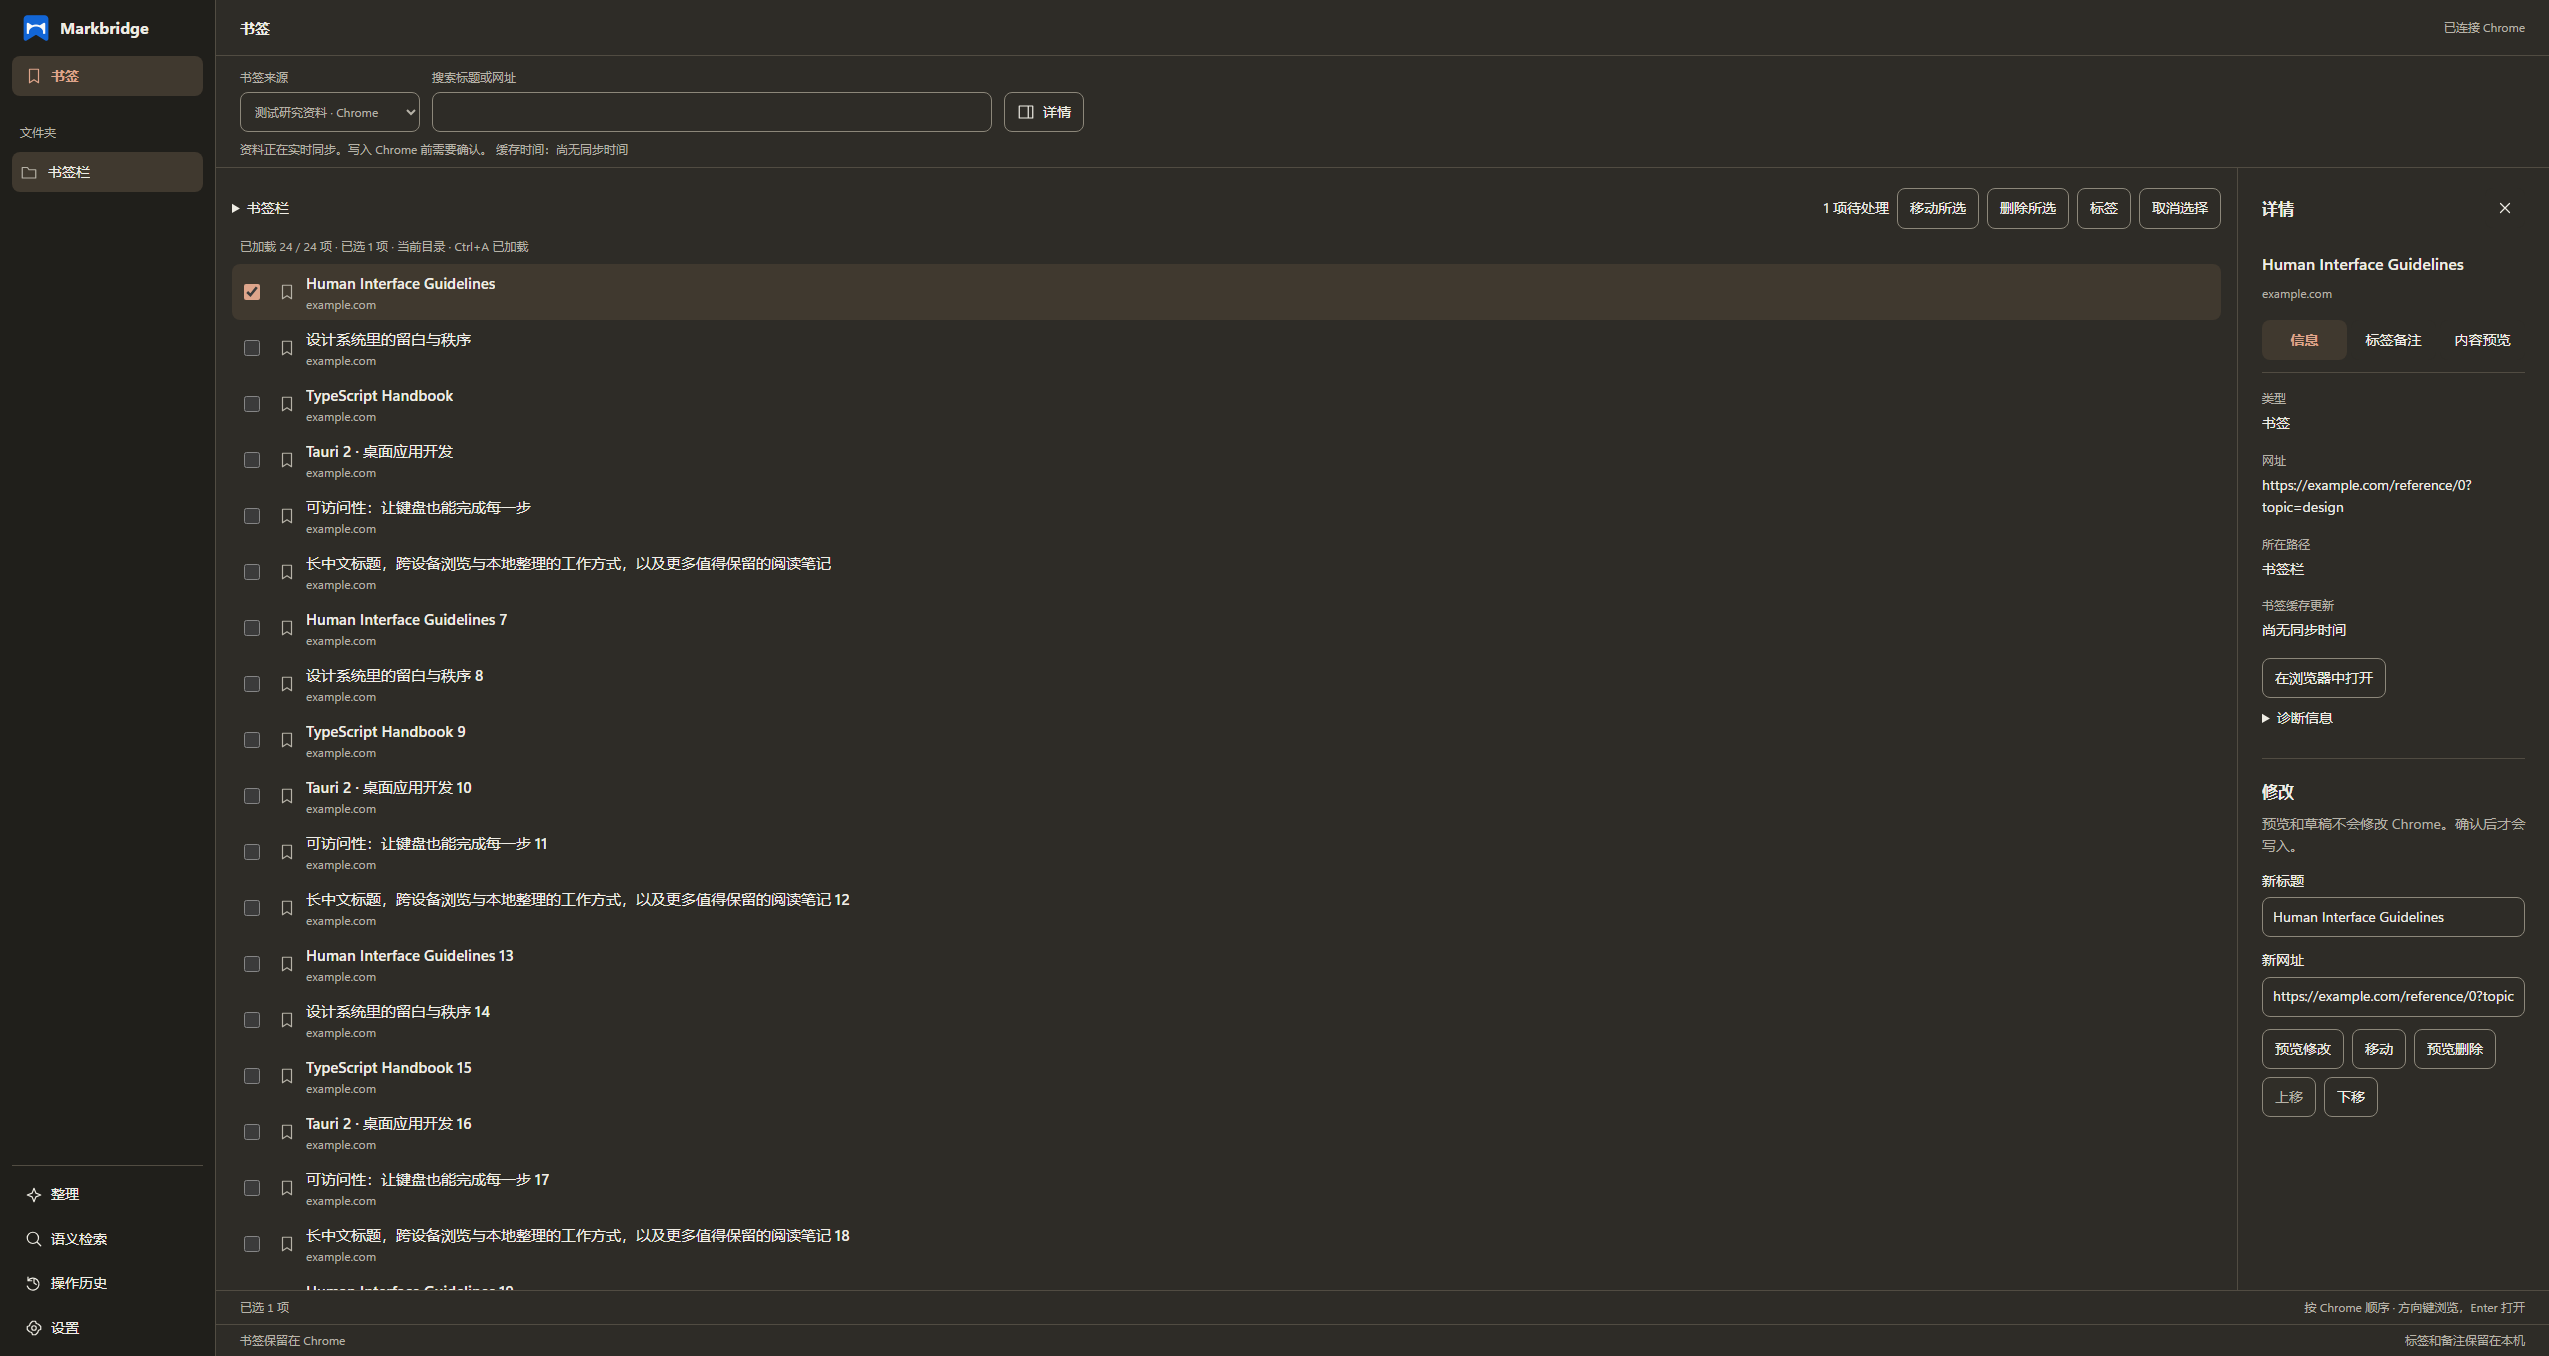 Markbridge
书签
文件夹
书签栏
整理
语义检索
操作历史
设置
书签
已连接 Chrome
书签来源
搜索标题或网址
测试研究资料 · Chrome
详情
资料正在实时同步。写入 Chrome 前需要确认。 缓存时间：尚无同步时间
书签栏
1 项待处理
移动所选
删除所选
标签
取消选择
已加载 24 / 24 项 · 已选 1 项 · 当前目录 · Ctrl+A 已加载
Human Interface Guidelines
example.com
设计系统里的留白与秩序
example.com
TypeScript Handbook
example.com
Tauri 2 · 桌面应用开发
example.com
可访问性：让键盘也能完成每一步
example.com
长中文标题，跨设备浏览与本地整理的工作方式，以及更多值得保留的阅读笔记
example.com
Human Interface Guidelines 7
example.com
设计系统里的留白与秩序 8
example.com
TypeScript Handbook 9
example.com
Tauri 2 · 桌面应用开发 10
example.com
可访问性：让键盘也能完成每一步 11
example.com
长中文标题，跨设备浏览与本地整理的工作方式，以及更多值得保留的阅读笔记 12
example.com
Human Interface Guidelines 13
example.com
设计系统里的留白与秩序 14
example.com
TypeScript Handbook 15
example.com
Tauri 2 · 桌面应用开发 16
example.com
可访问性：让键盘也能完成每一步 17
example.com
长中文标题，跨设备浏览与本地整理的工作方式，以及更多值得保留的阅读笔记 18
example.com
Human Interface Guidelines 19
详情
Human Interface Guidelines
example.com
信息
标签备注
内容预览
类型
书签
网址
https://example.com/reference/0?
topic=design
所在路径
书签栏
书签缓存更新
尚无同步时间
在浏览器中打开
诊断信息
修改
预览和草稿不会修改 Chrome。确认后才会
写入。
新标题
Human Interface Guidelines
新网址
https://example.com/reference/0?topic
预览修改
移动
预览删除
上移
下移
已选 1 项
按 Chrome 顺序 · 方向键浏览，Enter 打开
书签保留在 Chrome
标签和备注保留在本机